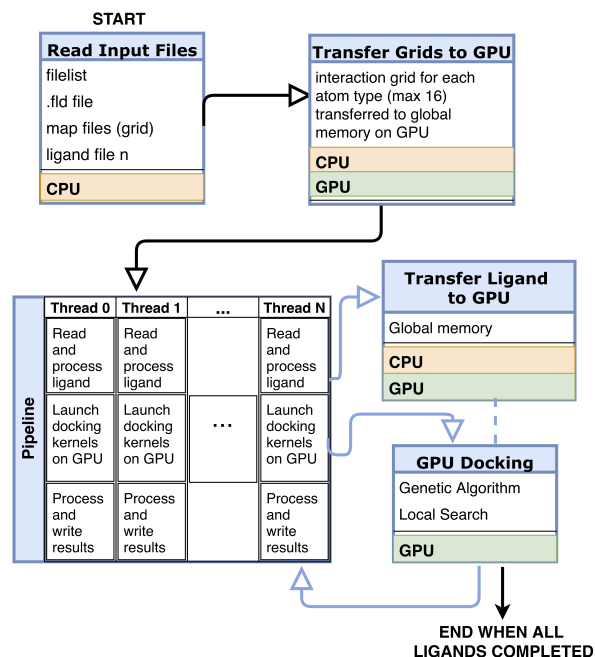 START
Read Input Files
filelist
.fld file
map files (grid)
ligand file n
CPU
Transfer Grids to GPU
interaction grid for each
atom type (max 16)
transferred to global
memory on GPU
CPU
GPU
Pipeline
Thread 0
Thread 1
...
Thread N
Read
and
process
ligand
Read
and
process
ligand
Read
and
process
ligand
Launch
docking
kernels
on GPU
Launch
docking
kernels
on GPU
...
Launch
docking
kernels
on GPU
Process
and
write
results
Process
and
write
results
Process
and
write
results
Transfer Ligand
to GPU
Global memory
CPU
GPU
GPU Docking
Genetic Algorithm
Local Search
GPU
END WHEN ALL
LIGANDS COMPLETED